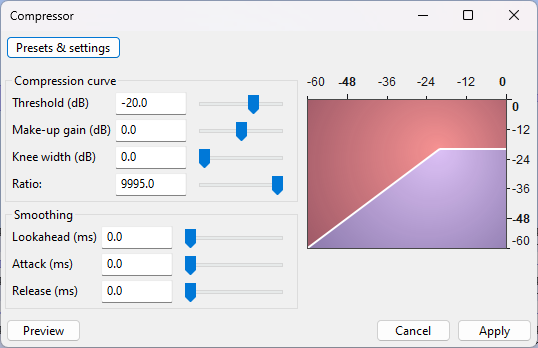 Compressor
Presets & settings
Compression curve
Threshold (dB) -20.0
Make-up gain (dB) 0.0
Knee width (dB) 0.0
Ratio: 9995.0
Smoothing
Lookahead (ms) 0.0
Attack (ms) 0.0
Release (ms) 0.0
-60 -48 -36 -24 -12 0
0
-12
-24
-36
-48
-60
Preview Cancel Apply